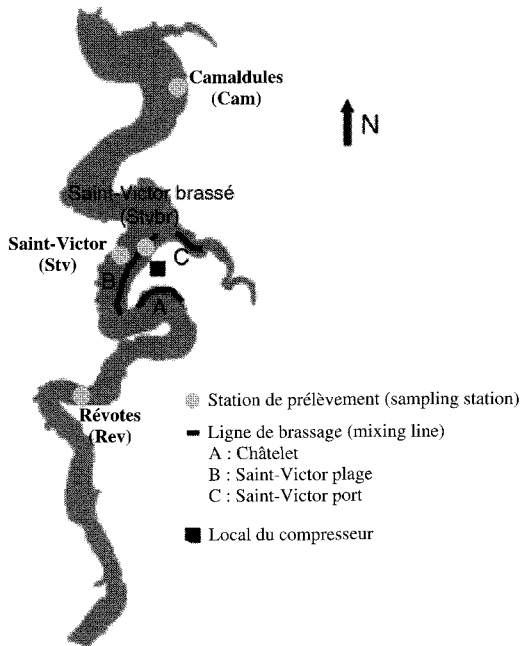 Camaldules
(Cam)
N
Saint-Victor brassé
(Stvbr)
Saint-Victor
(Stv)
C
B
A
Révotes
(Rev)
Station de prélèvement (sampling station)
Ligne de brassage (mixing line)
A : Châtelet
B : Saint-Victor plage
C : Saint-Victor port
Local du compresseur